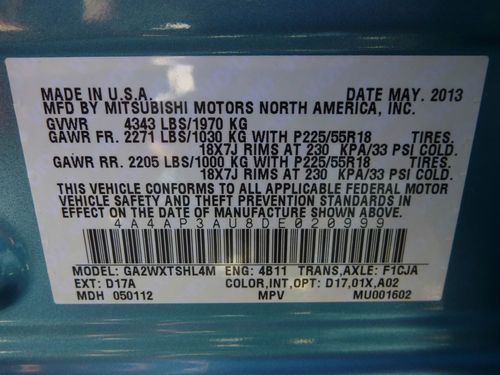 MADE IN U.S.A. DATE MAY. 2013
MFD BY MITSUBISHI MOTORS NORTH AMERICA, INC.
GVWR 4343 LBS/1970 KG
GAWR FR. 2271 LBS/1030 KG WITH P225/55R18 TIRES.
18X7J RIMS AT 230 KPA/33 PSI COLD.
GAWR RR. 2205 LBS/1000 KG WITH P225/55R18 TIRES.
18X7J RIMS AT 230 KPA/33 PSI COLD.
THIS VEHICLE CONFORMS TO ALL APPLICABLE FEDERAL MOTOR
VEHICLE SAFETY AND THEFT PREVENTION STANDARDS IN
EFFECT ON THE DATE OF MANUFACTURE SHOWN ABOVE.
4A4AP3AU8DE020999
MODEL: GA2WXTSHL4M ENG: 4B11 TRANS,AXLE: F1CJA
EXT: D17A COLOR,INT,OPT: D17,01X,A02
MDH 050112 MPV MU001602